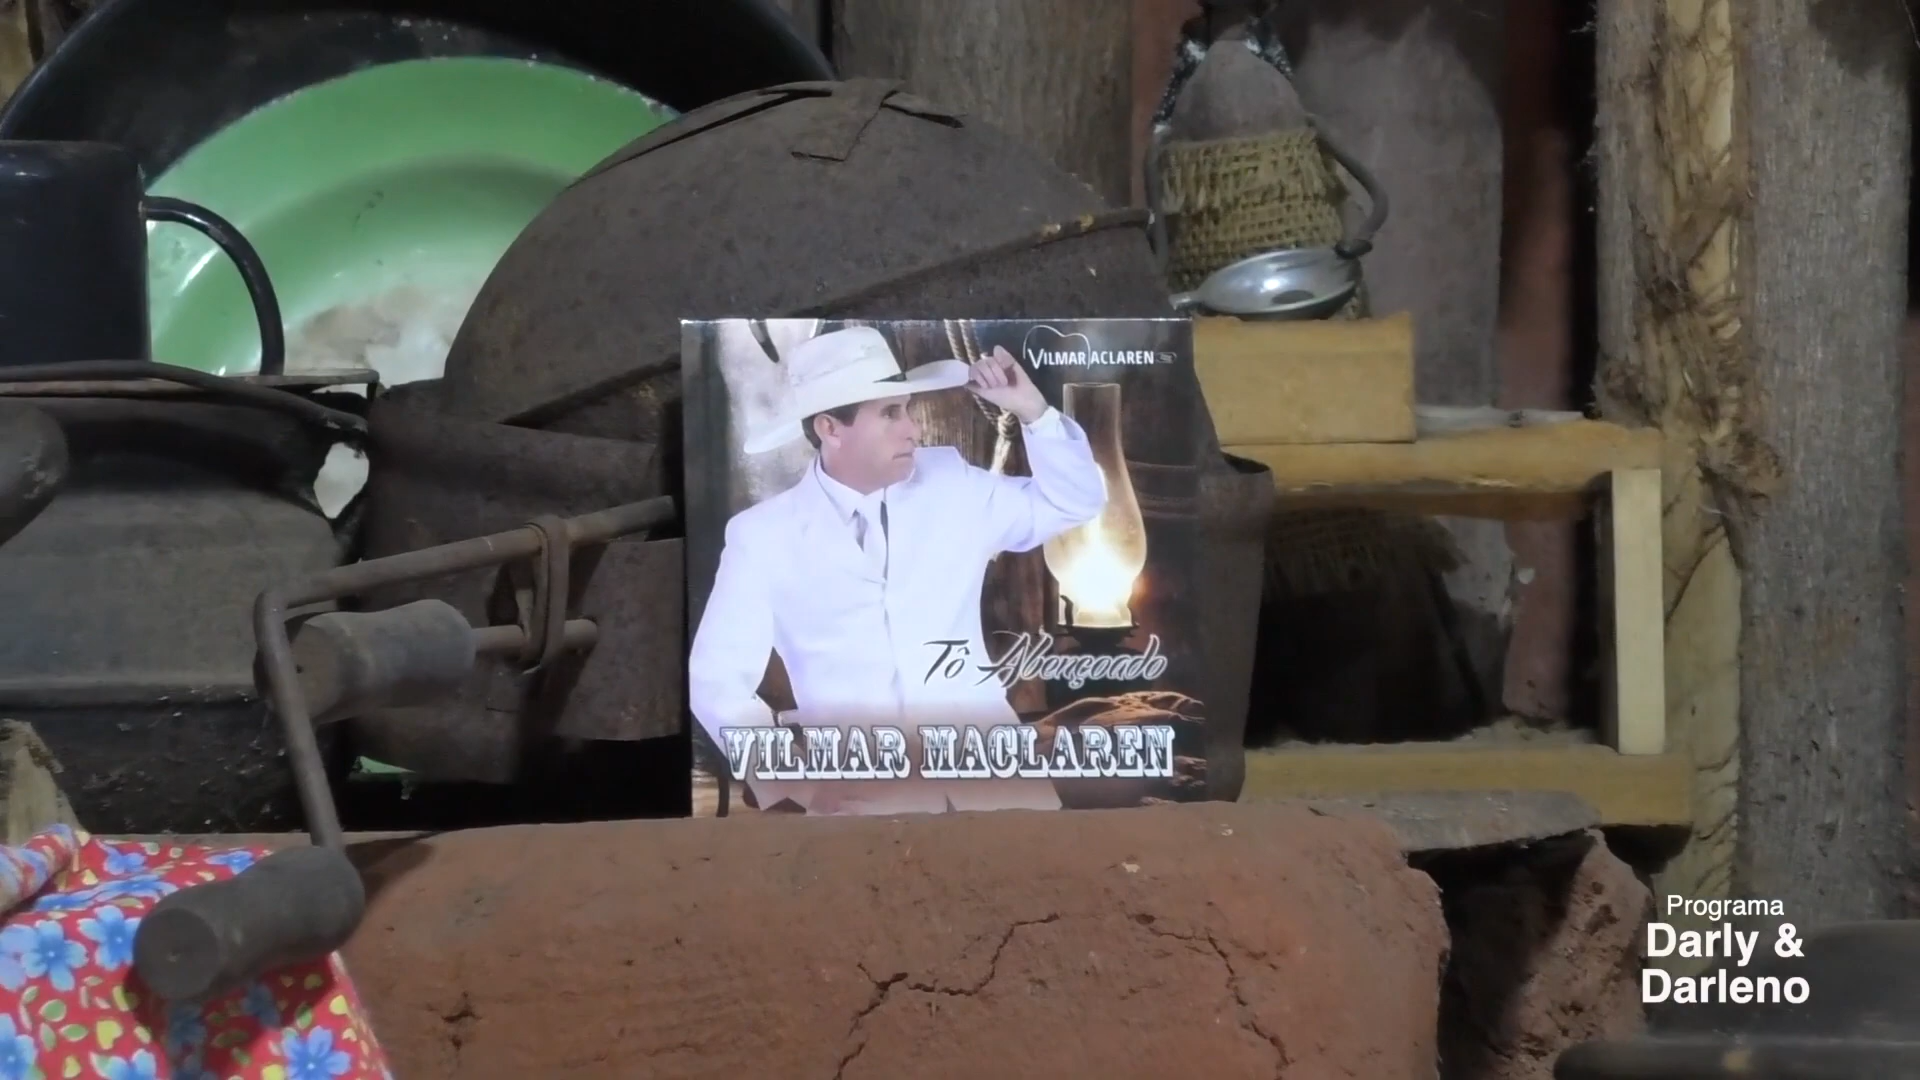 VILMAR MACLAREN
Tô Abençoado
VILMAR MACLAREN
Programa
Darly &
Darleno